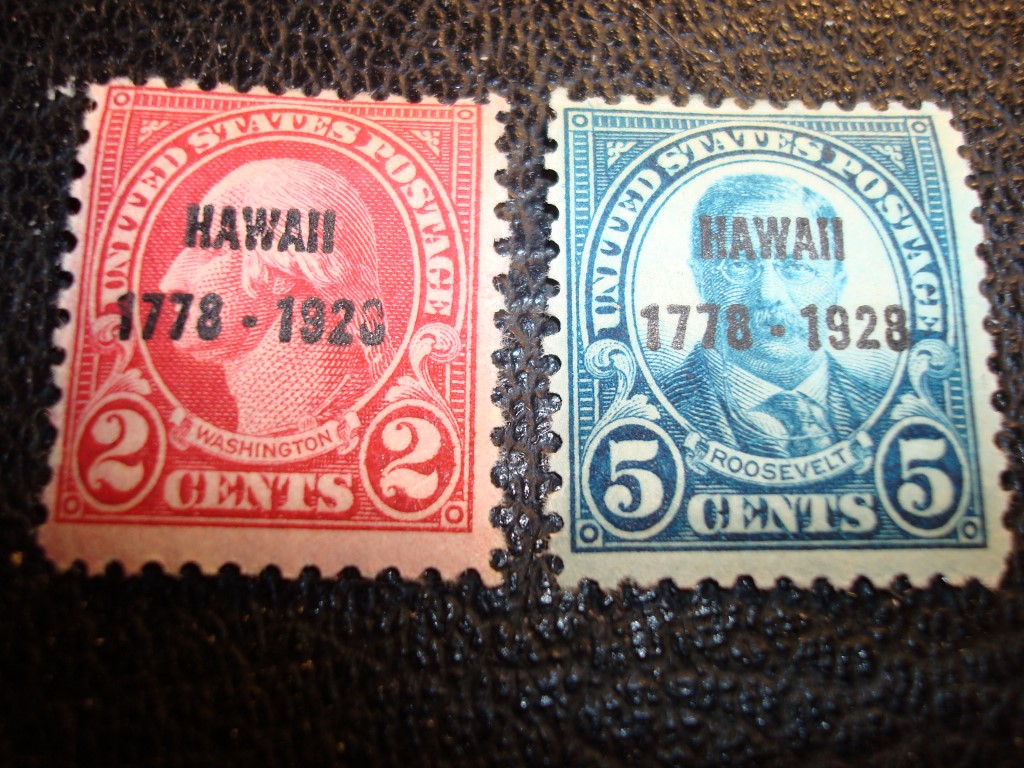 UNITED STATES POSTAGE
HAWAII
1778 - 1928
WASHINGTON
2 CENTS 2
UNITED STATES POSTAGE
HAWAII
1778 - 1928
ROOSEVELT
5 CENTS 5